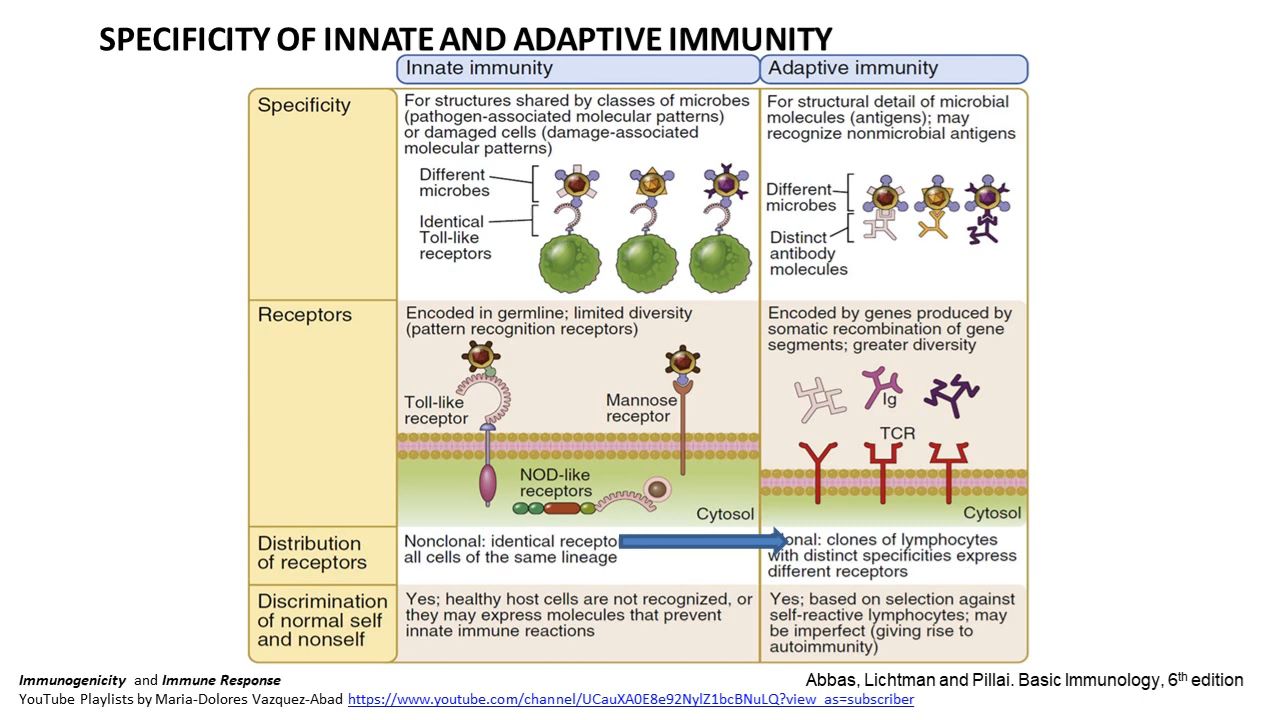 SPECIFICITY OF INNATE AND ADAPTIVE IMMUNITY
Innate immunity
Adaptive immunity
Specificity
For structures shared by classes of microbes
(pathogen-associated molecular patterns)
or damaged cells (damage-associated
molecular patterns)
Different
microbes
Identical
Toll-like
receptors
For structural detail of microbial
molecules (antigens); may
recognize nonmicrobial antigens
Different
microbes
Distinct
antibody
molecules
Receptors
Encoded in germline; limited diversity
(pattern recognition receptors)
Toll-like
receptor
Mannose
receptor
NOD-like
receptors
Cytosol
Encoded by genes produced by
somatic recombination of gene
segments; greater diversity
Ig
TCR
Cytosol
Distribution
of receptors
Nonclonal: identical
all cells of the same lineage
clones of lymphocytes
with distinct specificities express
different receptors
Discrimination
of normal self
and nonself
Yes; healthy host cells are not recognized, or
they may express molecules that prevent
innate immune reactions
Yes; based on selection against
self-reactive lymphocytes; may
be imperfect (giving rise to
autoimmunity)
Immunogenicity and Immune Response
Abbas, Lichtman and Pillai. Basic Immunology, 6th edition
YouTube Playlists by Maria-Dolores Vazquez-Abad https://www.youtube.com/channel/UCauXA0E8e92NylZ1bcBNuLQ?view_as=subscriber